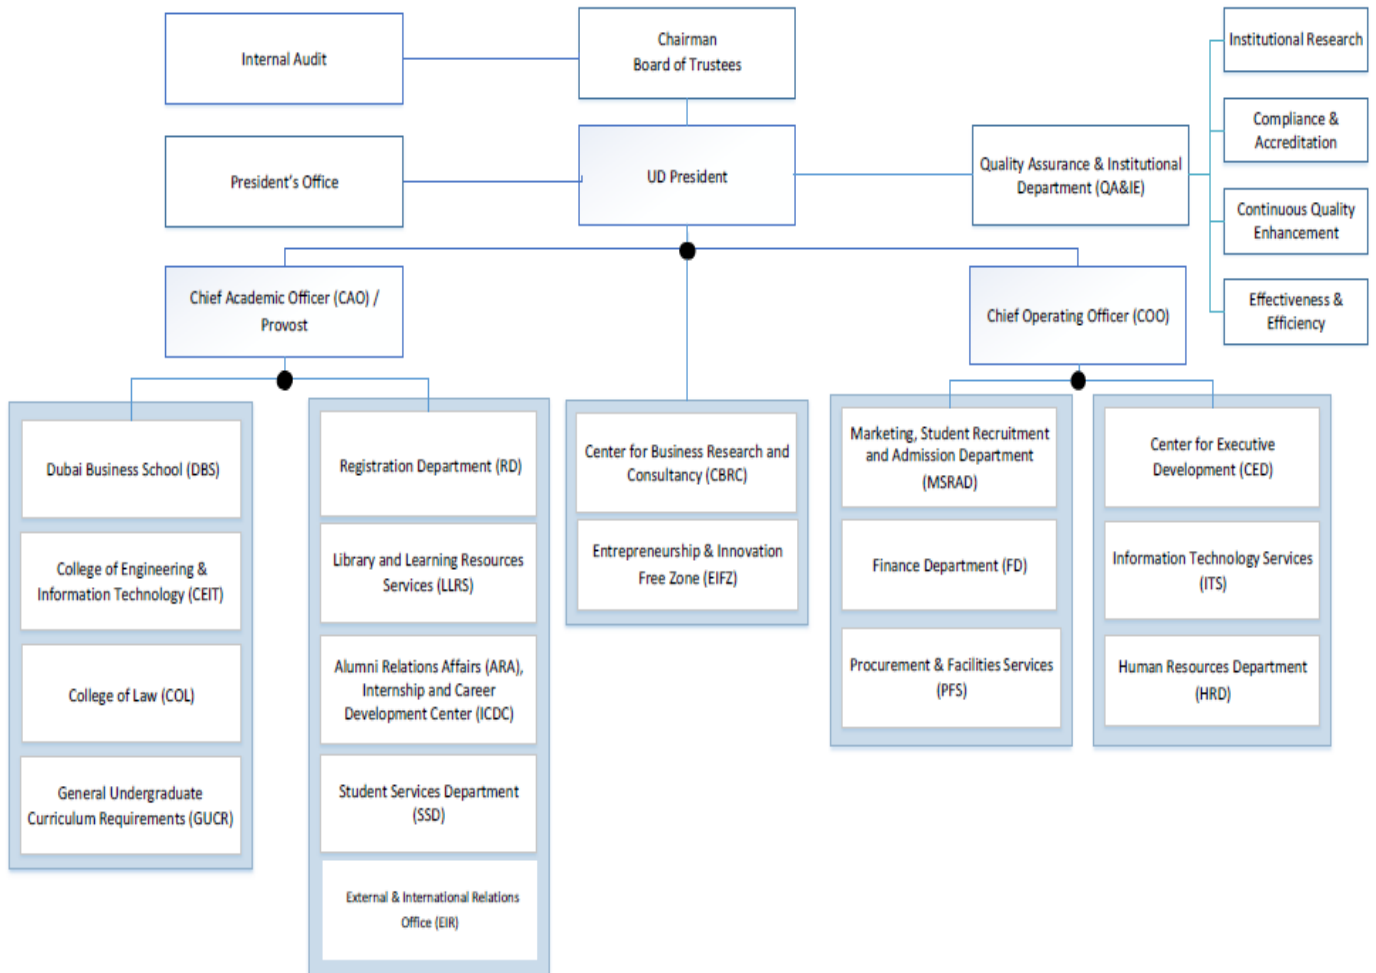 Internal Audit
Chairman
Board of Trustees
Institutional Research
Compliance &
Accreditation
President's Office
UD President
Quality Assurance & Institutional
Department (QA&IE)
Continuous Quality
Enhancement
Effectiveness &
Efficiency
Chief Academic Officer (CAO) /
Provost
Chief Operating Officer (COO)
Dubai Business School (DBS)
College of Engineering &
Information Technology (CEIT)
College of Law (COL)
General Undergraduate
Curriculum Requirements (GUCR)
Registration Department (RD)
Library and Learning Resources
Services (LLRS)
Alumni Relations Affairs (ARA),
Internship and Career
Development Center (ICDC)
Student Services Department
(SSD)
External & International Relations
Office (EIR)
Center for Business Research and
Consultancy (CBRC)
Entrepreneurship & Innovation
Free Zone (EIFZ)
Marketing, Student Recruitment
and Admission Department
(MSRAD)
Finance Department (FD)
Procurement & Facilities Services
(PFS)
Center for Executive
Development (CED)
Information Technology Services
(ITS)
Human Resources Department
(HRD)